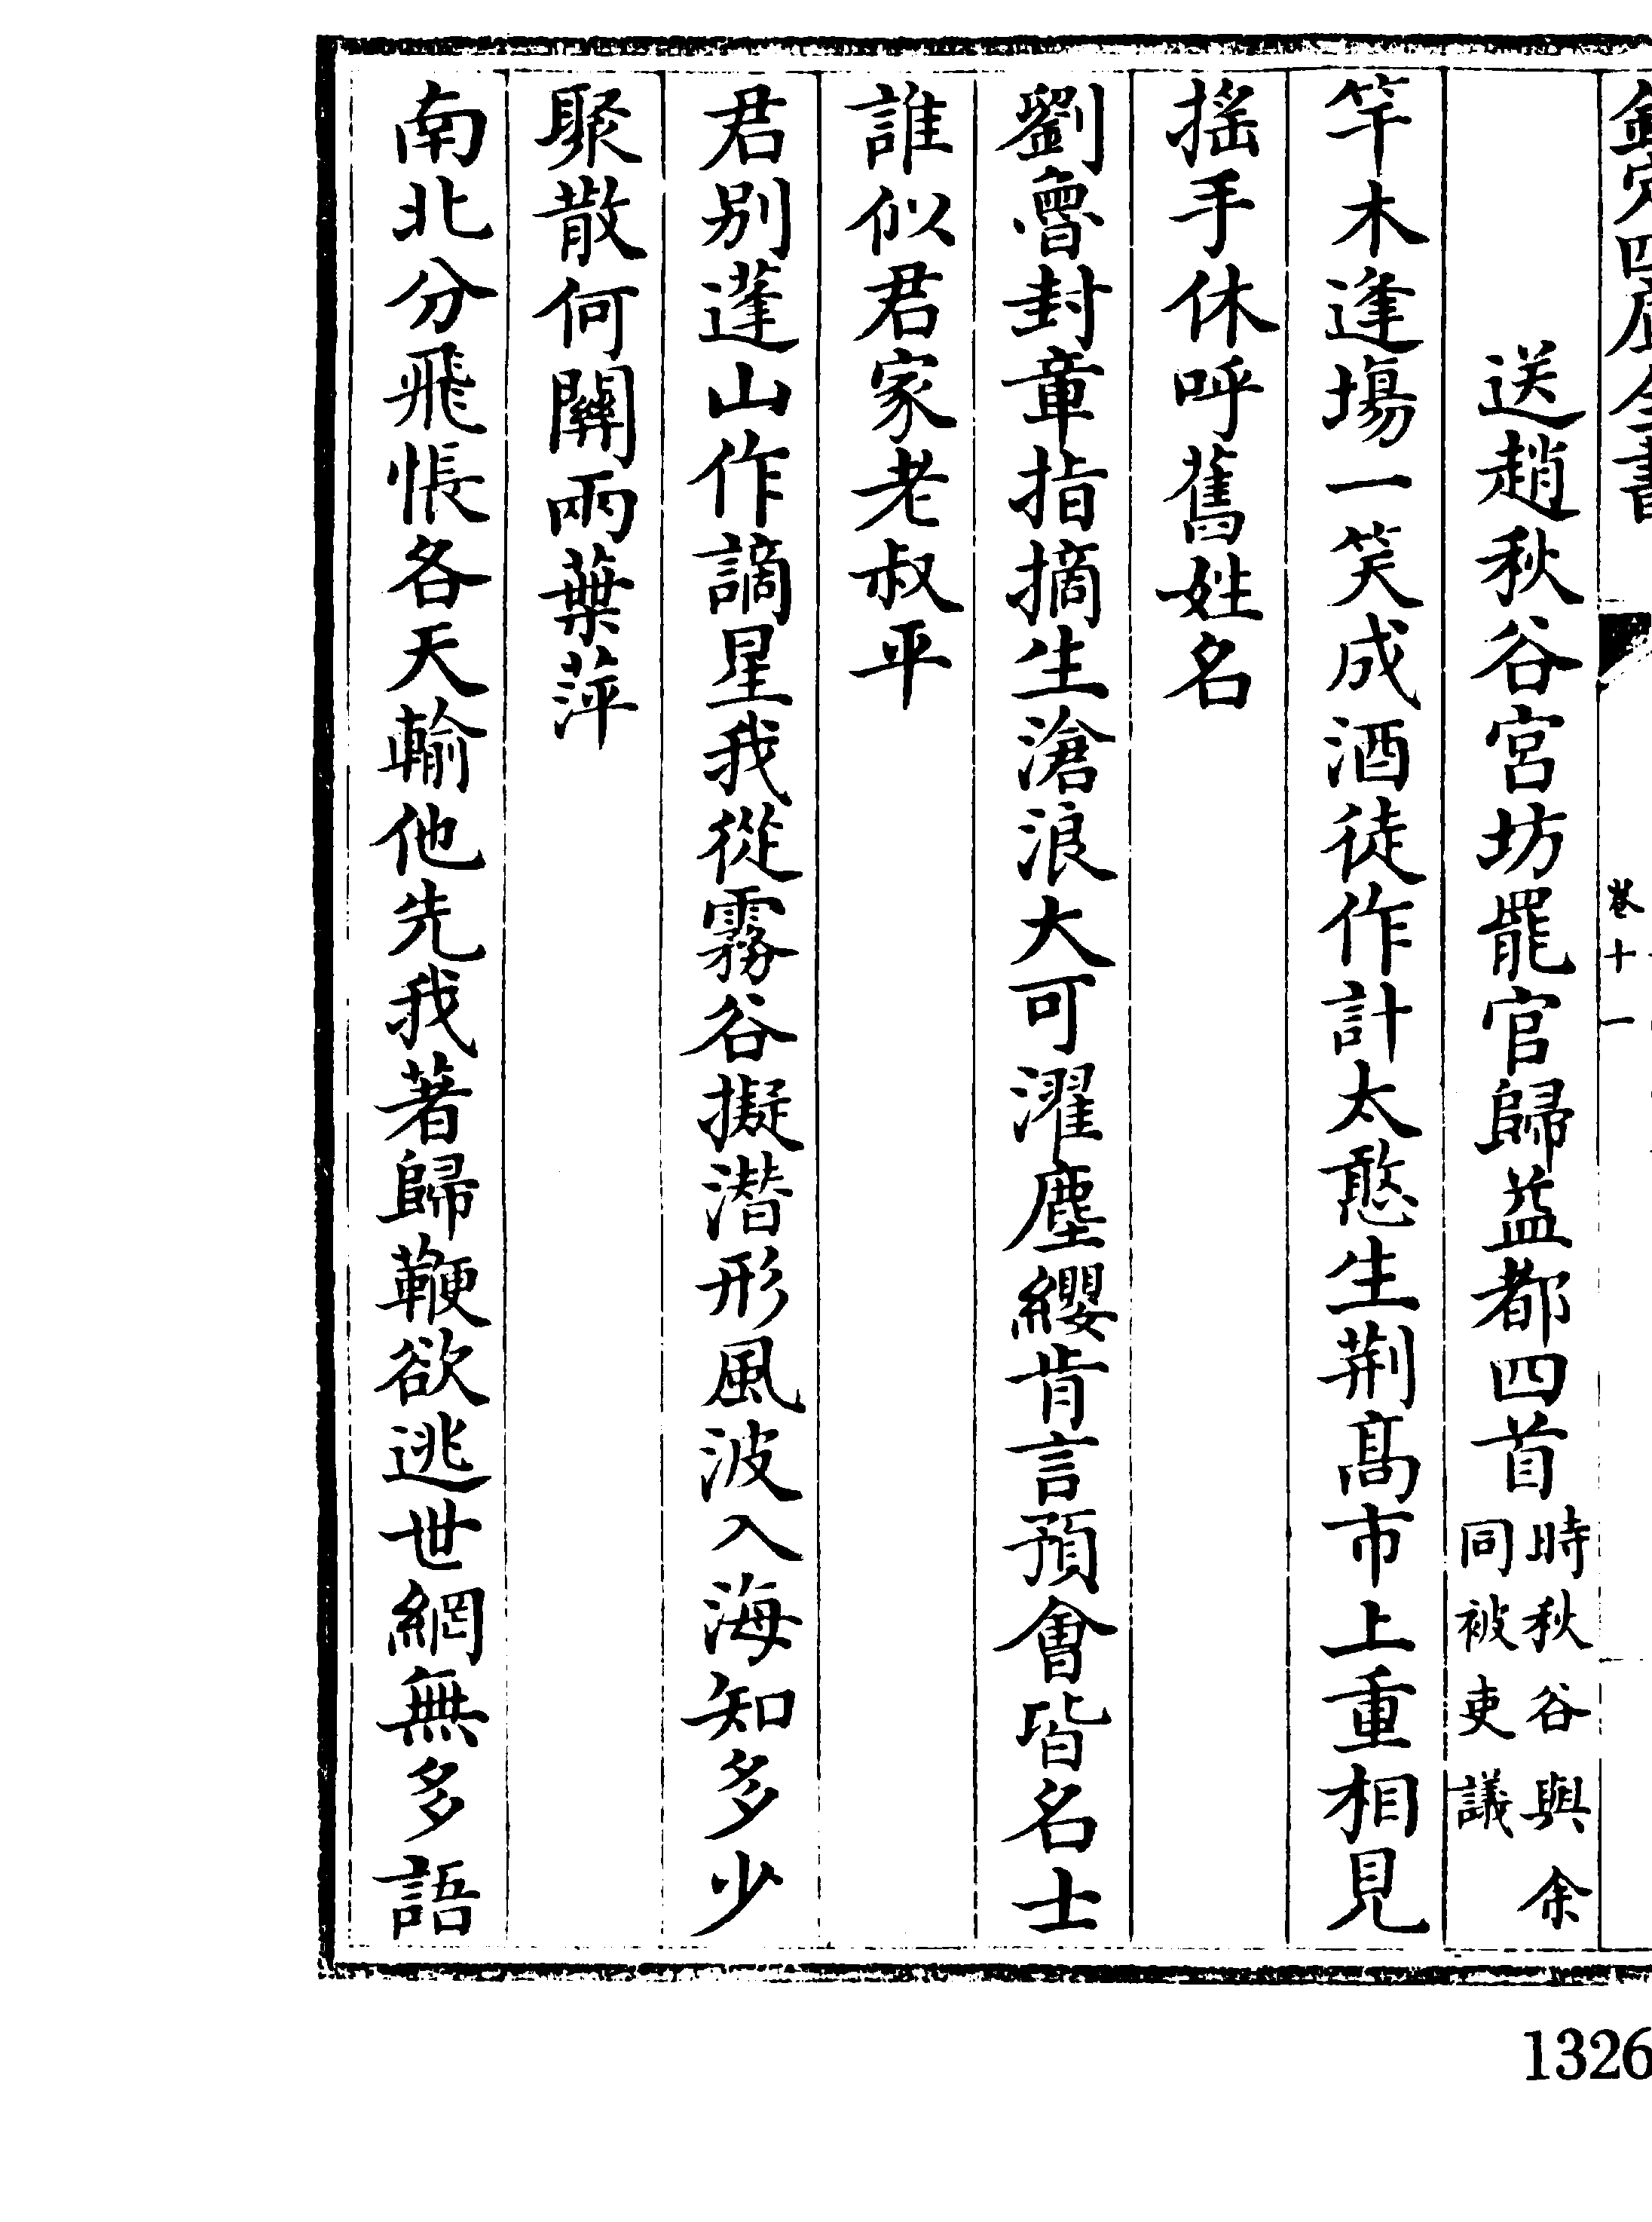 欽定四庫全書
卷十一
送趙秋谷宮坊罷官歸益都四首時秋谷與余
同被吏議
竿木逢塲一笑成酒徒作計太憨生荆髙市上重相見
搖手休呼舊姓名
劉魯封章指摘生滄浪大可濯塵纓肯言預會皆名士
誰似君家老叔平
君别蓬山作謫星我從霧谷擬潛形風波入海知多少
聚散何關兩葉萍
南北分飛悵各天輸他先我著歸鞭欲逃世網無多語
1326